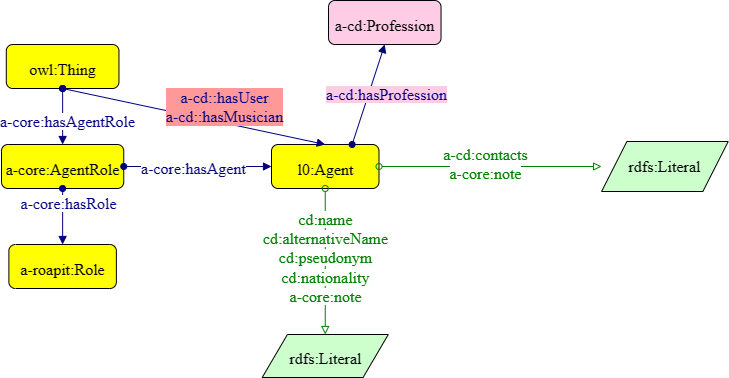 a-cd:Profession
owl:Thing
a-cd::hasUser
a-cd::hasMusician
a-cd:hasProfession
a-core:hasAgentRole
a-core:AgentRole
a-core:hasAgent
l0:Agent
a-cd:contacts
a-core:note
rdfs:Literal
a-core:hasRole
a-roapit:Role
cd:name
cd:alternativeName
cd:pseudonym
cd:nationality
a-core:note
rdfs:Literal